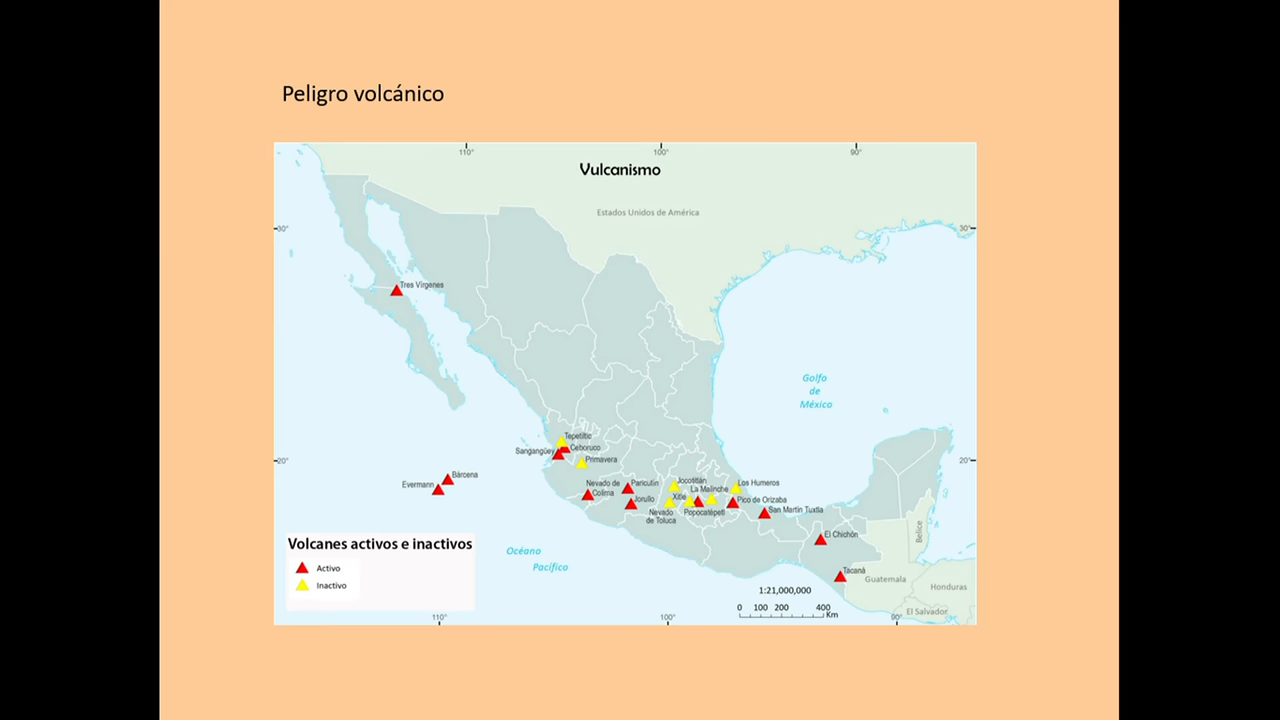 Peligro volcánico
110°
100°
90°
Vulcanismo
Estados Unidos de América
30°
30°
Tres Vírgenes
Golfo
de
México
Tepetiltic
Ceboruco
Sangangüey
Primavera
20°
20°
Bárcena
Evermann
Nevado de
Colima
Paricutín
Jorullo
Jocotitlán
La Malinche
Los Humeros
Xitle
Pico de Orizaba
Nevado
de Toluca
Popocatépetl
San Martín Tuxtla
El Chichón
Belice
Tacaná
Guatemala
Honduras
El Salvador
Océano
Pacífico
Volcanes activos e inactivos
Activo
Inactivo
1:21,000,000
0 100 200 400
Km
110°
100°
90°